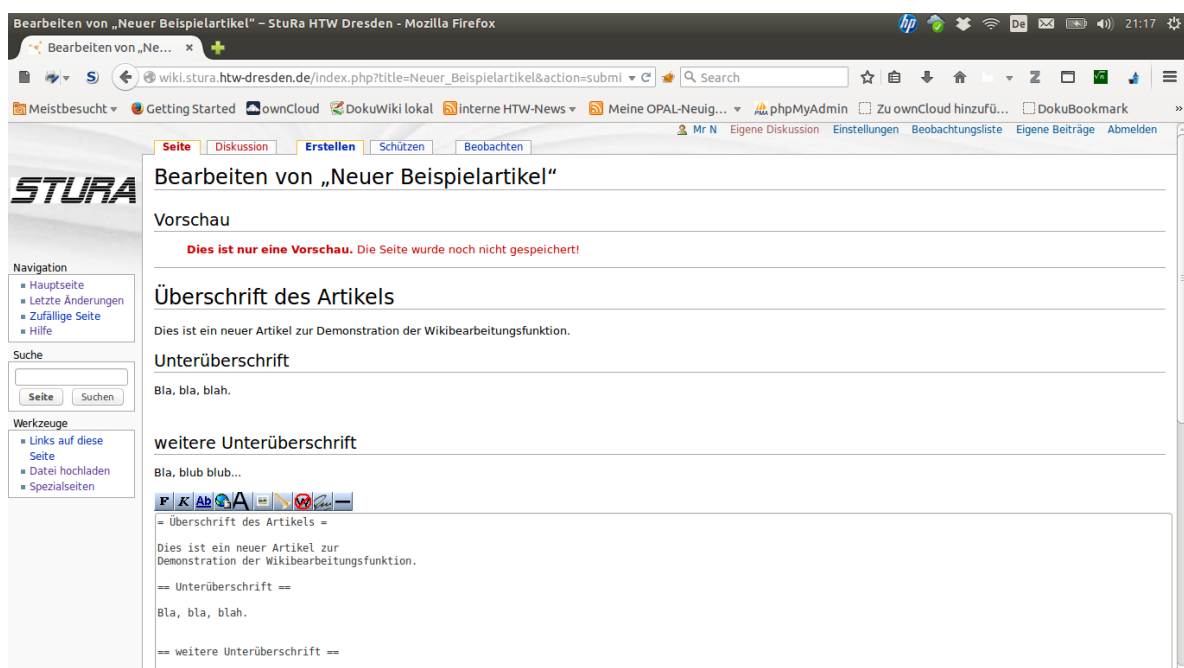 Bearbeiten von „Neuer Beispielartikel“ – StuRa HTW Dresden - Mozilla Firefox
hp De 21:17
Bearbeiten von „Ne... ×
S wiki.stura.htw-dresden.de/index.php?title=Neuer_Beispielartikel&action=submi Search Z
Meistbesucht Getting Started ownCloud DokuWiki lokal interne HTW-News Meine OPAL-Neuig... phpMyAdmin Zu ownCloud hinzufü... DokuBookmark »
Mr N Eigene Diskussion Einstellungen Beobachtungsliste Eigene Beiträge Abmelden
Seite Diskussion Erstellen Schützen Beobachten
STURA
Bearbeiten von „Neuer Beispielartikel“
Vorschau
Dies ist nur eine Vorschau. Die Seite wurde noch nicht gespeichert!
Navigation
Hauptseite
Letzte Änderungen
Zufällige Seite
Hilfe
Suche
Seite Suchen
Werkzeuge
Links auf diese
Seite
Datei hochladen
Spezialseiten
Überschrift des Artikels
Dies ist ein neuer Artikel zur Demonstration der Wikibearbeitungsfunktion.
Unterüberschrift
Bla, bla, blah.
weitere Unterüberschrift
Bla, blub blub...
F K Ab A W
= Überschrift des Artikels =
Dies ist ein neuer Artikel zur
Demonstration der Wikibearbeitungsfunktion.
== Unterüberschrift ==
Bla, bla, blah.
== weitere Unterüberschrift ==